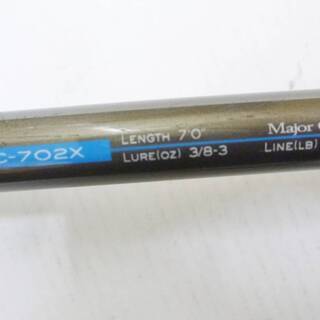 C-702X
LENGTH 7'0"
LURE(OZ) 3/8-3
Major
LINE(LB)